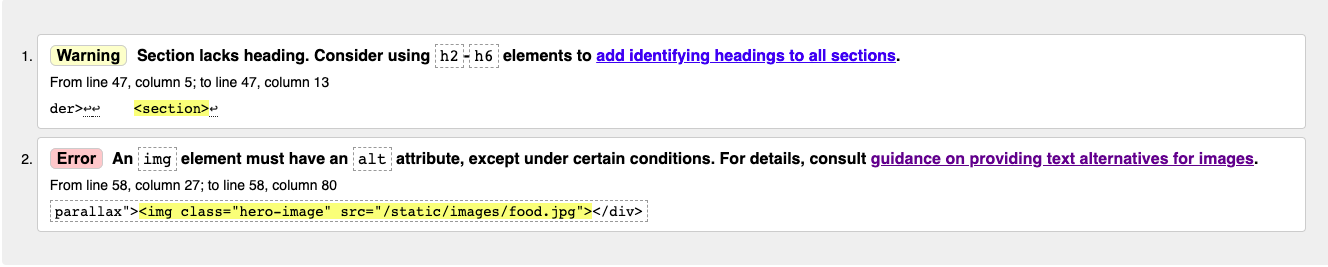 1. Warning Section lacks heading. Consider using h2-h6 elements to add identifying headings to all sections.
From line 47, column 5; to line 47, column 13
der>↩↩ <section>↩
2. Error An img element must have an alt attribute, except under certain conditions. For details, consult guidance on providing text alternatives for images.
From line 58, column 27; to line 58, column 80
parallax"><img class="hero-image" src="/static/images/food.jpg"></div>